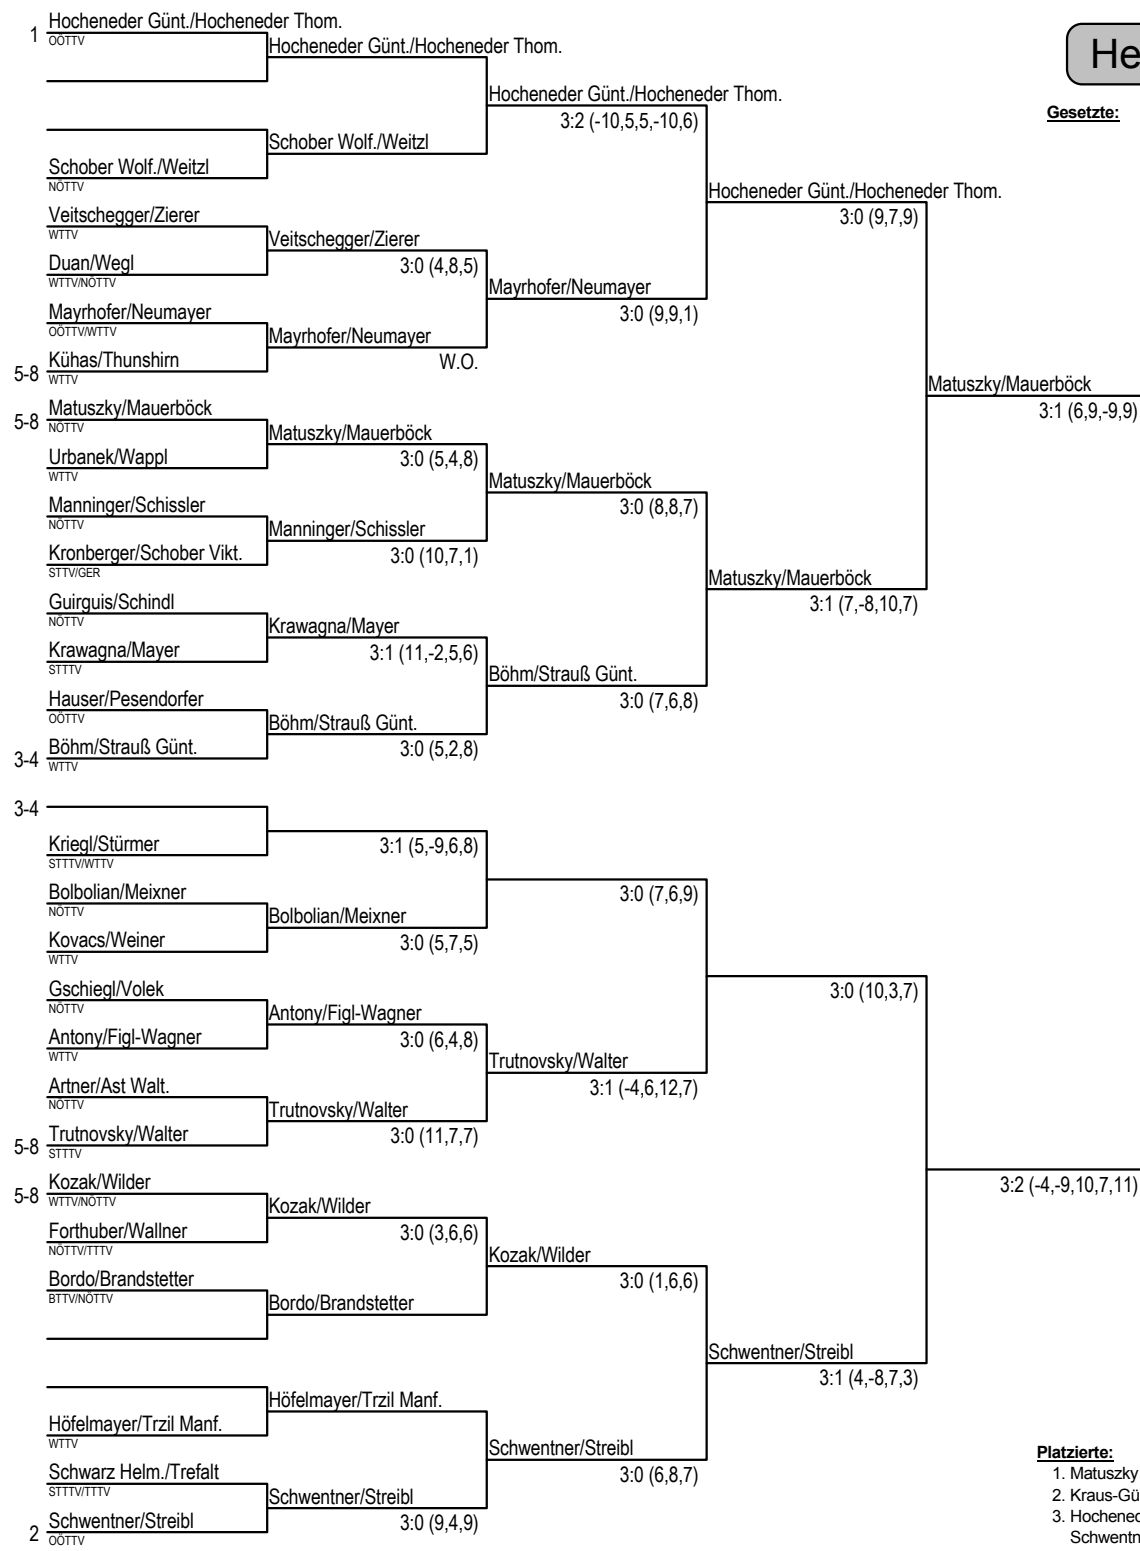 Hocheneder Günt./Hocheneder Thom.
1
OÖTTV
Hocheneder Günt./Hocheneder Thom.
He
Hocheneder Günt./Hocheneder Thom.
3:2 (-10,5,5,-10,6)
Gesetzte:
Schober Wolf./Weitzl
Schober Wolf./Weitzl
NÖTTV
Hocheneder Günt./Hocheneder Thom.
3:0 (9,7,9)
Veitschegger/Zierer
WTTV
Veitschegger/Zierer
3:0 (4,8,5)
Duan/Wegl
WTTV/NÖTTV
Mayrhofer/Neumayer
3:0 (9,9,1)
Mayrhofer/Neumayer
OÖTTV/WTTV
Mayrhofer/Neumayer
W.O.
Kühas/Thunshirn
5-8
WTTV
Matuszky/Mauerböck
3:1 (6,9,-9,9)
Matuszky/Mauerböck
5-8
NÖTTV
Matuszky/Mauerböck
3:0 (5,4,8)
Urbanek/Wappl
WTTV
Matuszky/Mauerböck
3:0 (8,8,7)
Manninger/Schissler
NÖTTV
Manninger/Schissler
3:0 (10,7,1)
Kronberger/Schober Vikt.
STTV/GER
Matuszky/Mauerböck
3:1 (7,-8,10,7)
Guirguis/Schindl
NÖTTV
Krawagna/Mayer
3:1 (11,-2,5,6)
Krawagna/Mayer
STTTV
Böhm/Strauß Günt.
3:0 (7,6,8)
Hauser/Pesendorfer
OÖTTV
Böhm/Strauß Günt.
3:0 (5,2,8)
Böhm/Strauß Günt.
3-4
WTTV
3-4
Kriegl/Stürmer
3:1 (5,-9,6,8)
STTTV/WTTV
Bolbolian/Meixner
3:0 (7,6,9)
NÖTTV
Bolbolian/Meixner
3:0 (5,7,5)
Kovacs/Weiner
WTTV
Gschiegl/Volek
3:0 (10,3,7)
NÖTTV
Antony/Figl-Wagner
3:0 (6,4,8)
Antony/Figl-Wagner
WTTV
Trutnovsky/Walter
3:1 (-4,6,12,7)
Artner/Ast Walt.
NÖTTV
Trutnovsky/Walter
3:0 (11,7,7)
Trutnovsky/Walter
5-8
STTTV
Kozak/Wilder
3:2 (-4,-9,10,7,11)
5-8
WTTV/NÖTTV
Kozak/Wilder
3:0 (3,6,6)
Forthuber/Wallner
NÖTTV/TTTV
Kozak/Wilder
3:0 (1,6,6)
Bordo/Brandstetter
BTTV/NÖTTV
Bordo/Brandstetter
Schwentner/Streibl
3:1 (4,-8,7,3)
Höfelmayer/Trzil Manf.
Höfelmayer/Trzil Manf.
WTTV
Schwentner/Streibl
3:0 (6,8,7)
Schwarz Helm./Trefalt
STTTV/TTTV
Schwentner/Streibl
3:0 (9,4,9)
Schwentner/Streibl
2
OÖTTV
Platzierte:
1. Matuszky
2. Kraus-Gü
3. Hochened
Schwentn